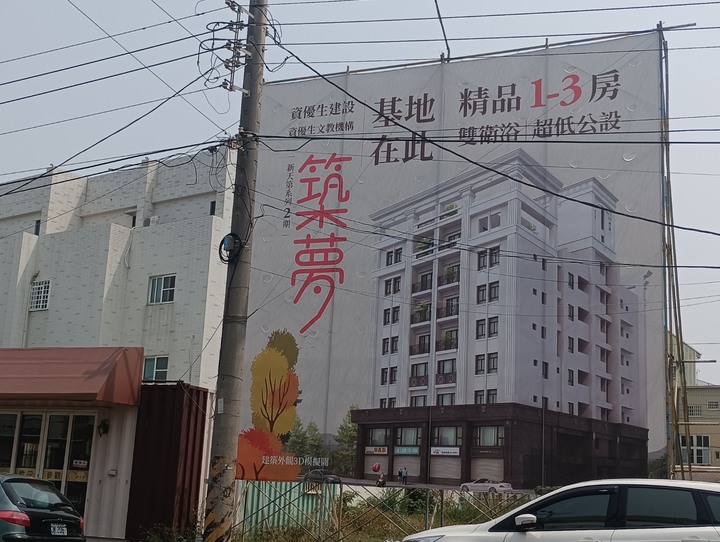 資優生建設
資優生文教機構
基地
在此
精品1-3房
雙衛浴|超低公設
新天第系列2期
築夢
建築外觀3D模擬圖